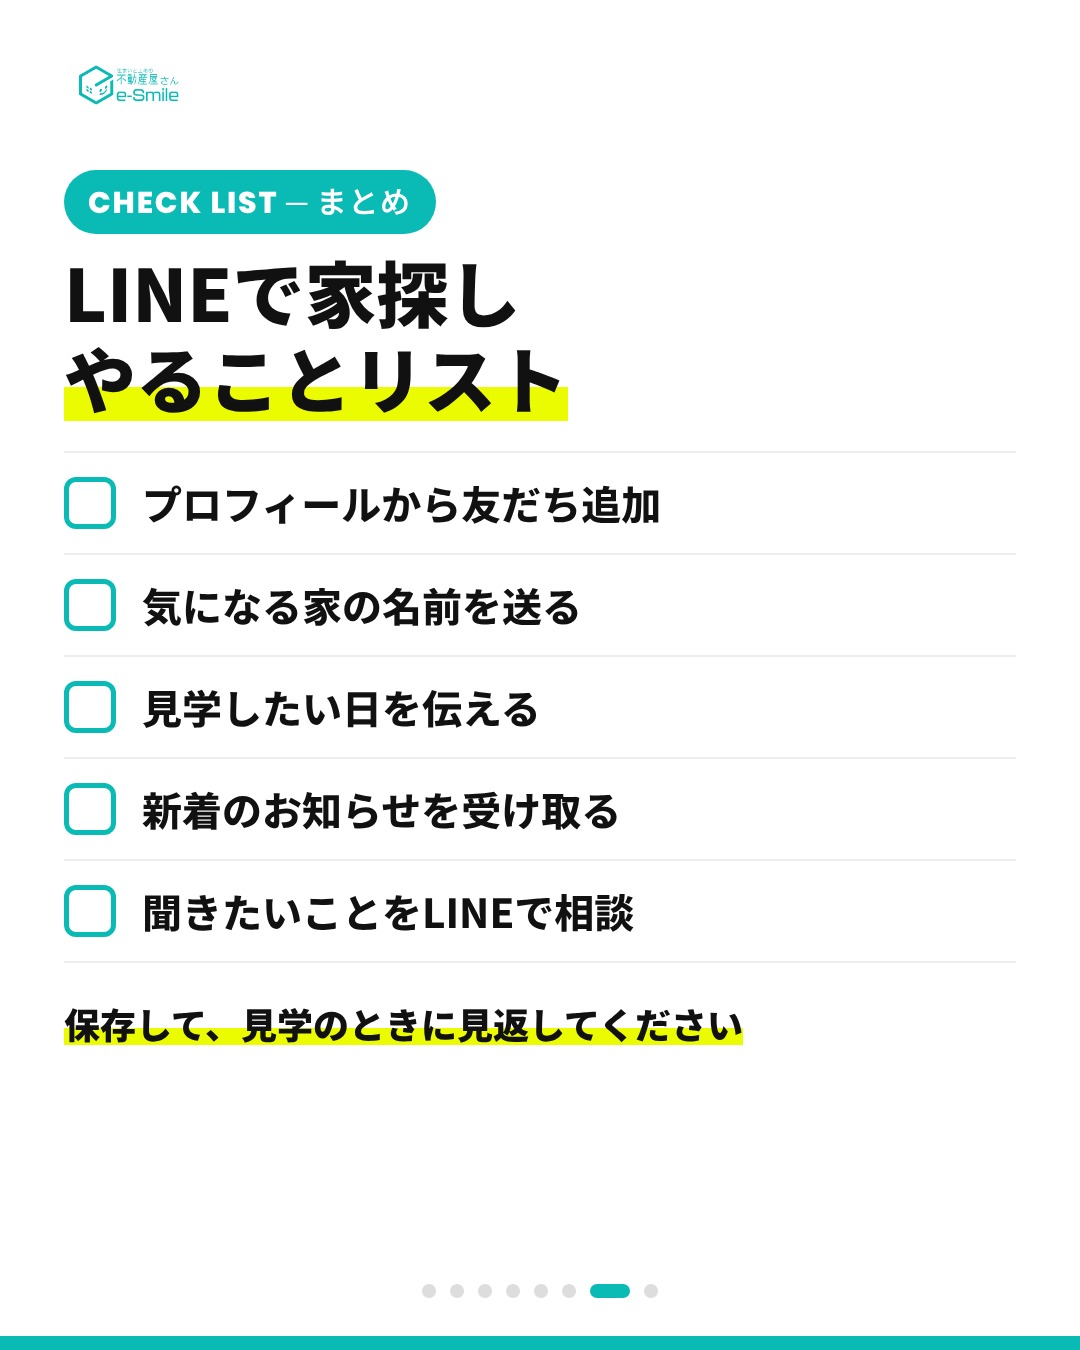 不動産屋さん
e-Smile
CHECK LIST — まとめ
LINEで家探し
やることリスト
プロフィールから友だち追加
気になる家の名前を送る
見学したい日を伝える
新着のお知らせを受け取る
聞きたいことをLINEで相談
保存して、見学のときに見返してください